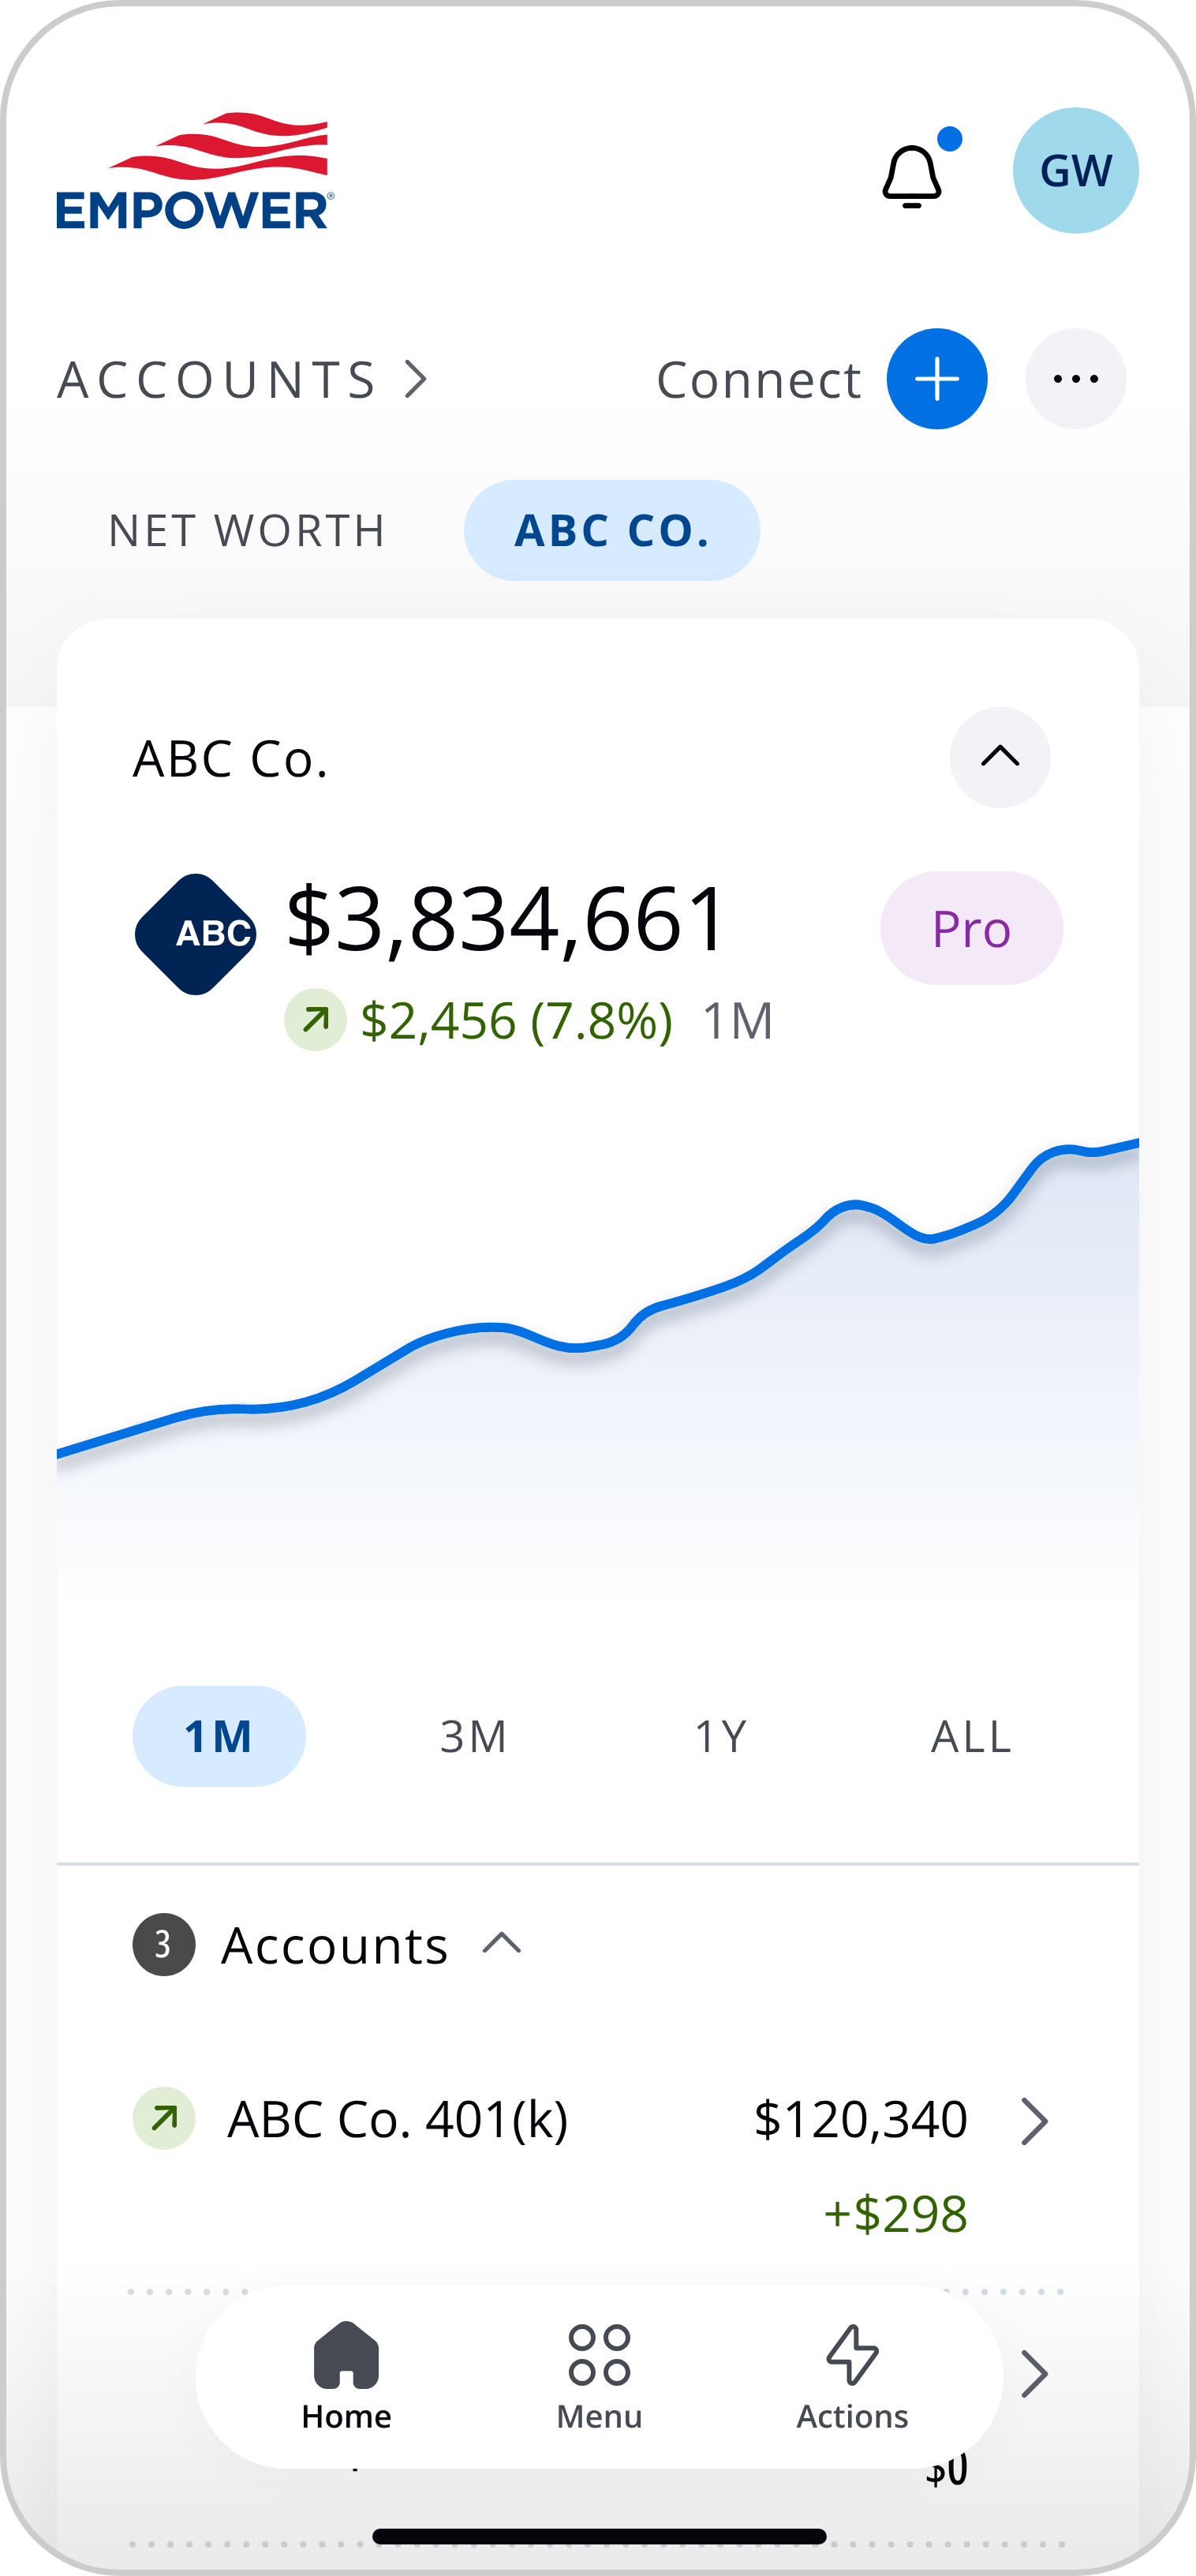 EMPOWER®
GW
ACCOUNTS
Connect
NET WORTH
ABC CO.
ABC Co.
ABC
$3,834,661
Pro
$2,456 (7.8%) 1M
1M
3M
1Y
ALL
3 Accounts
ABC Co. 401(k)
$120,340
+$298
Home
Menu
Actions
$0